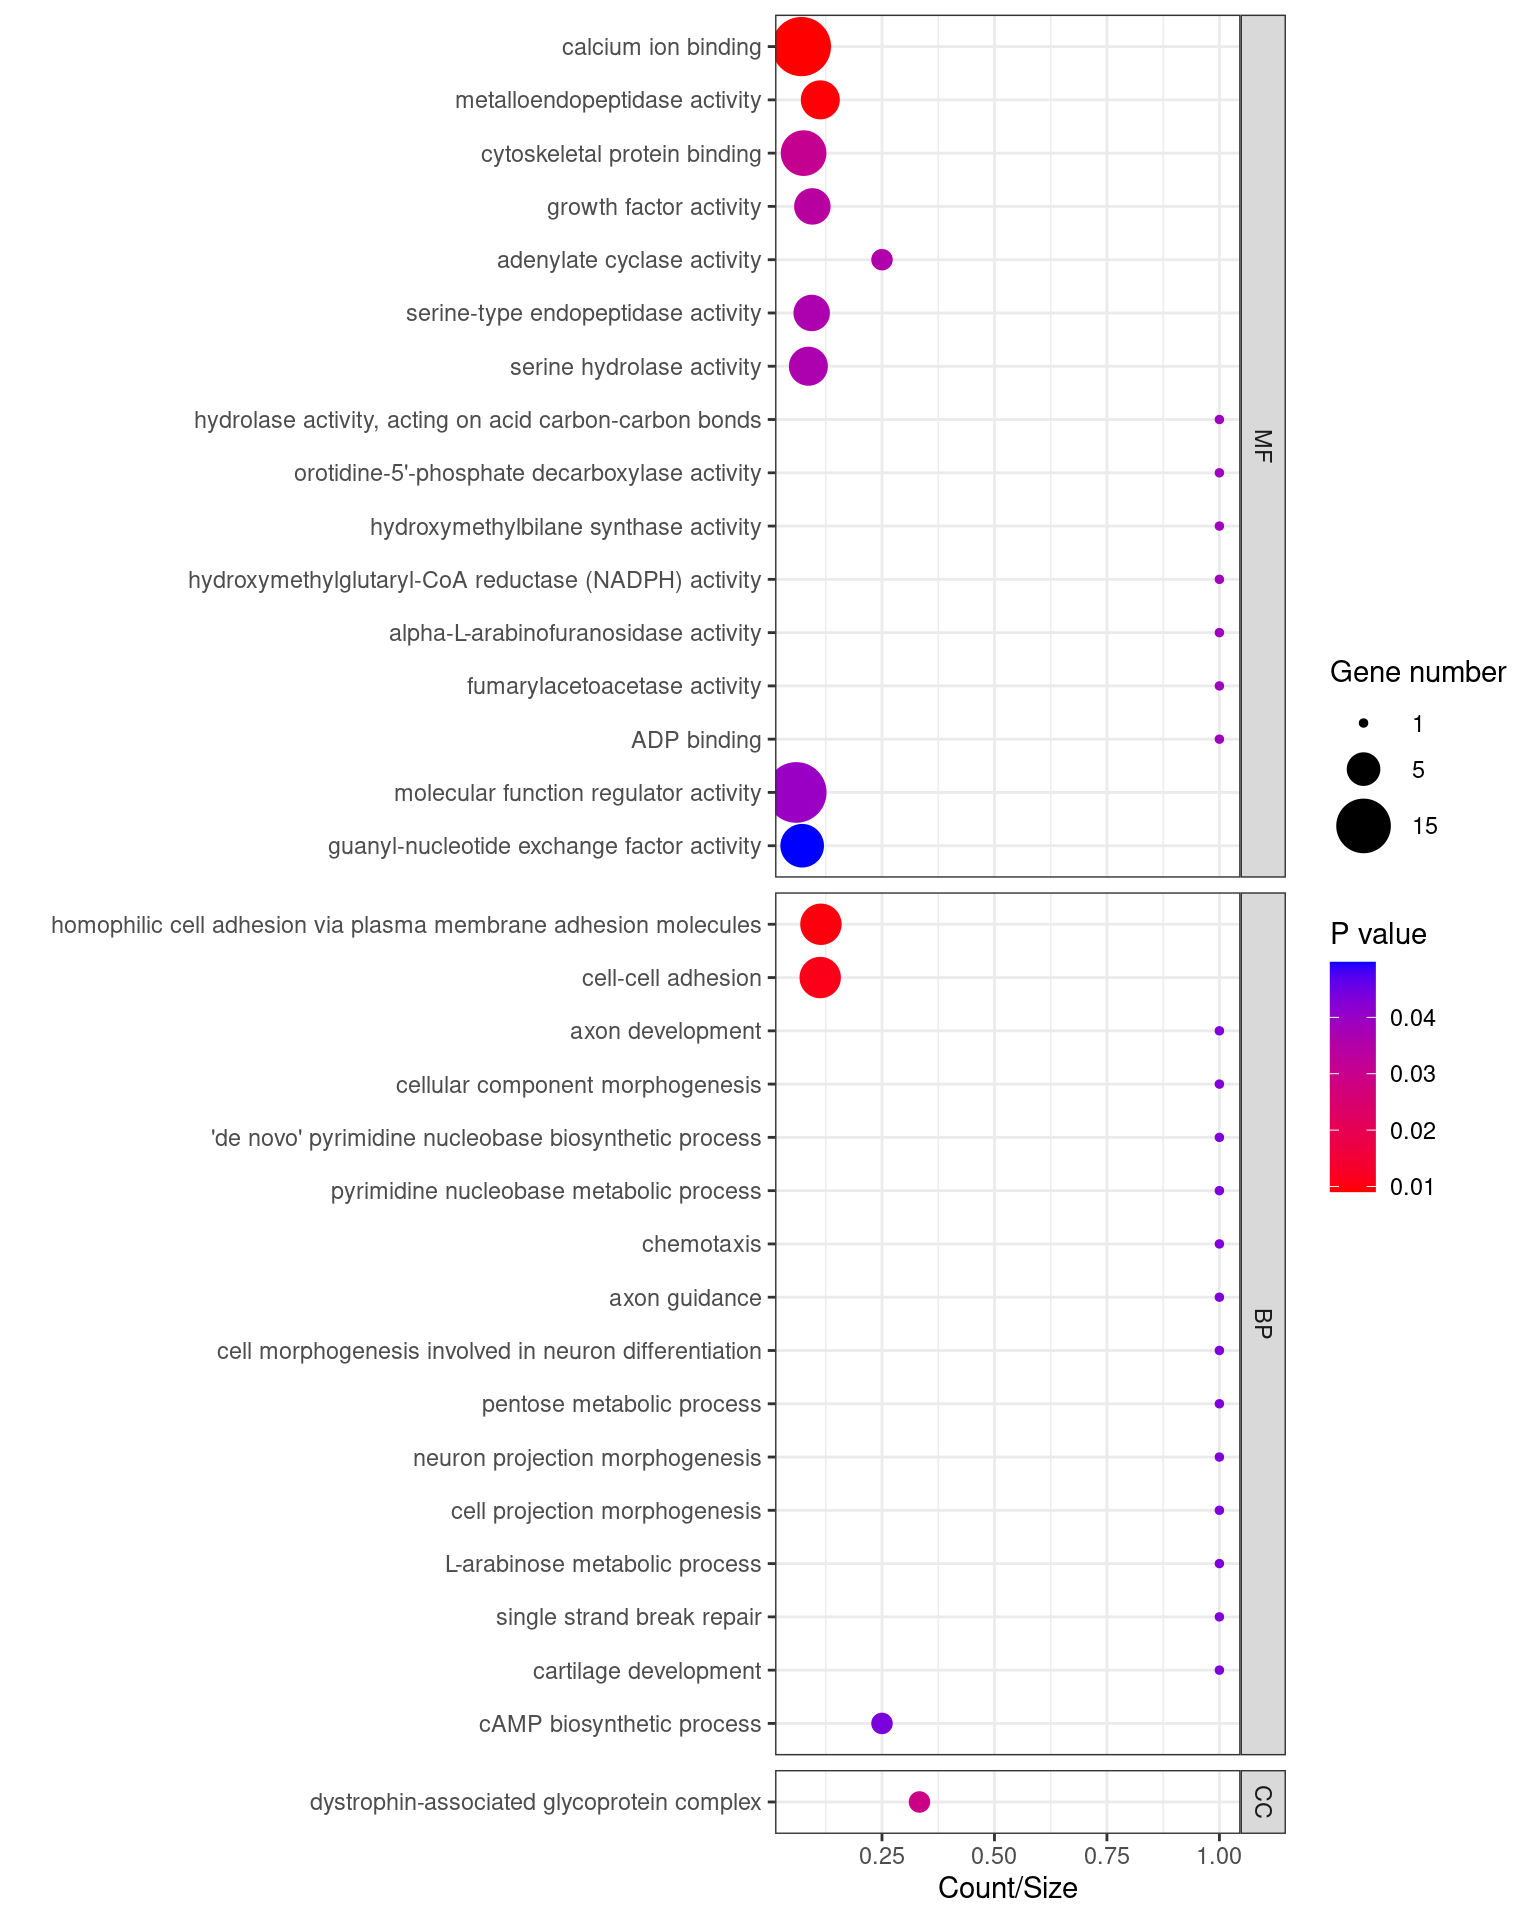 calcium ion binding
metalloendopeptidase activity
cytoskeletal protein binding
growth factor activity
adenylate cyclase activity
serine-type endopeptidase activity
serine hydrolase activity
hydrolase activity, acting on acid carbon-carbon bonds
orotidine-5'-phosphate decarboxylase activity
hydroxymethylbilane synthase activity
hydroxymethylglutaryl-CoA reductase (NADPH) activity
alpha-L-arabinofuranosidase activity
fumarylacetoacetase activity
ADP binding
molecular function regulator activity
guanyl-nucleotide exchange factor activity
MF
homophilic cell adhesion via plasma membrane adhesion molecules
cell-cell adhesion
axon development
cellular component morphogenesis
'de novo' pyrimidine nucleobase biosynthetic process
pyrimidine nucleobase metabolic process
chemotaxis
axon guidance
cell morphogenesis involved in neuron differentiation
pentose metabolic process
neuron projection morphogenesis
cell projection morphogenesis
L-arabinose metabolic process
single strand break repair
cartilage development
cAMP biosynthetic process
BP
dystrophin-associated glycoprotein complex
CC
0.25 0.50 0.75 1.00
Count/Size
Gene number
1
5
15
P value
0.04
0.03
0.02
0.01